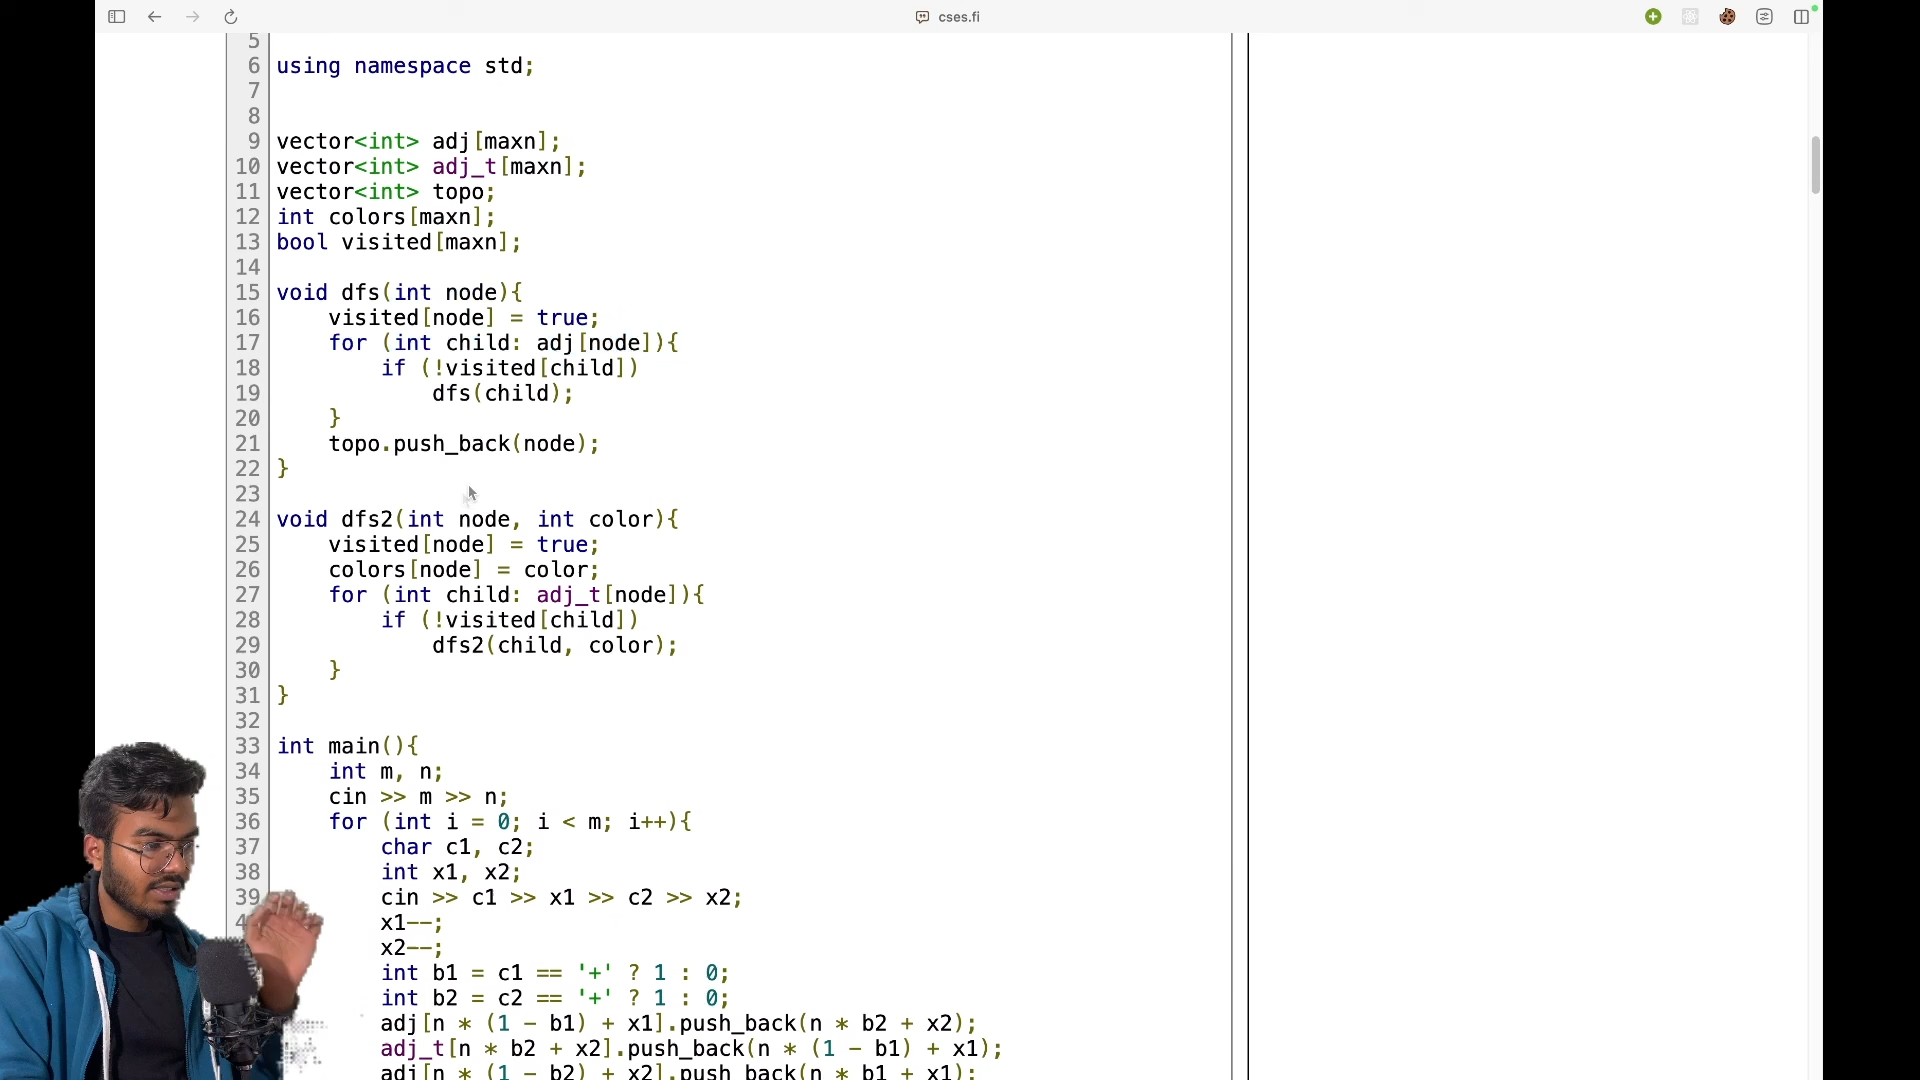 cses.fi
5
6 using namespace std;
7
8
9 vector<int> adj[maxn];
10 vector<int> adj_t[maxn];
11 vector<int> topo;
12 int colors[maxn];
13 bool visited[maxn];
14
15 void dfs(int node){
16 visited[node] = true;
17 for (int child: adj[node]){
18 if (!visited[child])
19 dfs(child);
20 }
21 topo.push_back(node);
22 }
23
24 void dfs2(int node, int color){
25 visited[node] = true;
26 colors[node] = color;
27 for (int child: adj_t[node]){
28 if (!visited[child])
29 dfs2(child, color);
30 }
31 }
32
33 int main(){
34 int m, n;
35 cin >> m >> n;
36 for (int i = 0; i < m; i++){
37 char c1, c2;
38 int x1, x2;
39 cin >> c1 >> x1 >> c2 >> x2;
x1--;
x2--;
int b1 = c1 == '+' ? 1 : 0;
int b2 = c2 == '+' ? 1 : 0;
adj[n * (1 - b1) + x1].push_back(n * b2 + x2);
adj_t[n * b2 + x2].push_back(n * (1 - b1) + x1);
adj[n * (1 - b2) + x2].push_back(n * b1 + x1);